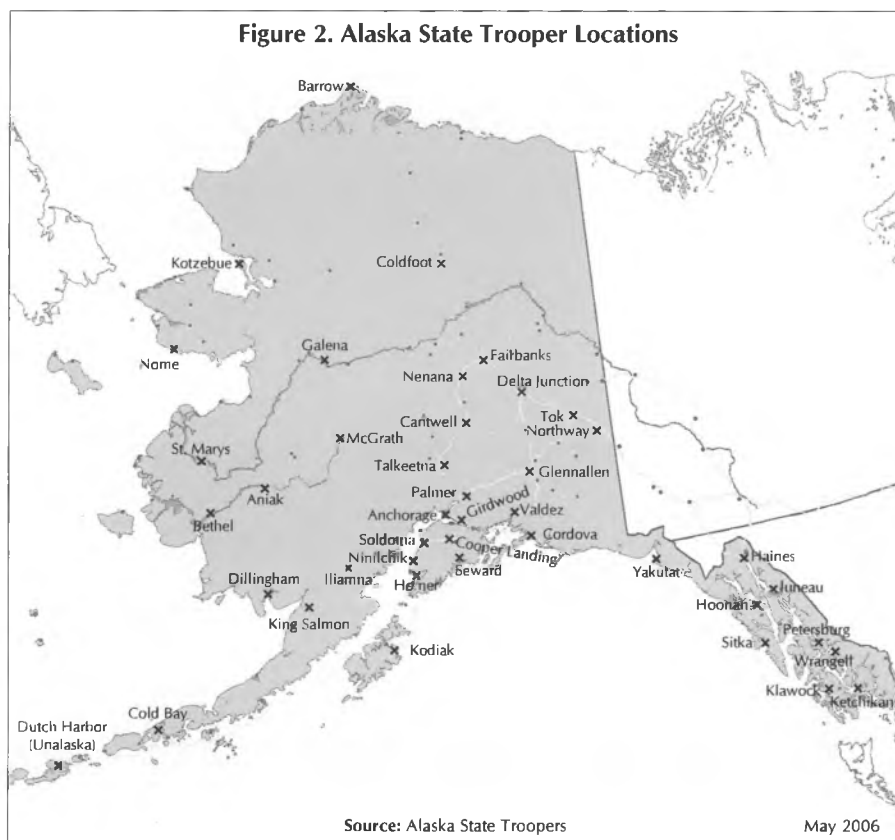 Figure 2. Alaska State Trooper Locations
Barrow
Kotzebue
Coldfoot
Nome
Galena
Fairbanks
Nenana
Delta Junction
Cantwell
Tok
Northway
McGrath
St. Marys
Talkeetna
Glennallen
Aniak
Palmer
Bethel
Anchorage
Girdwood
Valdez
Soldotna
Cooper Landing
Cordova
Ninilchik
Seward
Yakutat
Haines
Dillingham
Iliamna
Homer
Juneau
King Salmon
Hoonah
Kodiak
Sitka
Petersburg
Wrangell
Klawock
Ketchikan
Cold Bay
Dutch Harbor
(Unalaska)
Source: Alaska State Troopers
May 2006